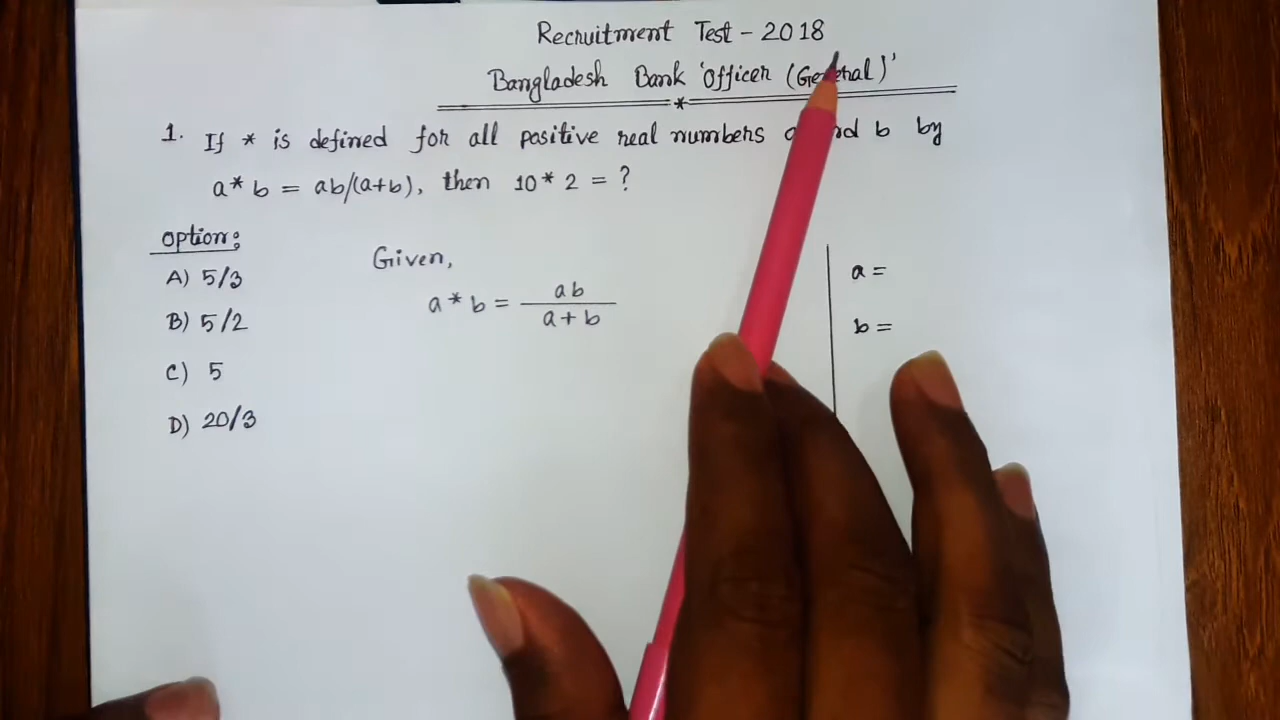 Recruitment Test - 2018
Bangladesh Bank 'Officer (General)'
*
1. If * is defined for all positive real numbers b by
a * b = ab/(a+b), then 10 * 2 = ?
Option:
A) 5/3
B) 5/2
C) 5
D) 20/3
Given,
a * b = ab / a + b
a =
b =